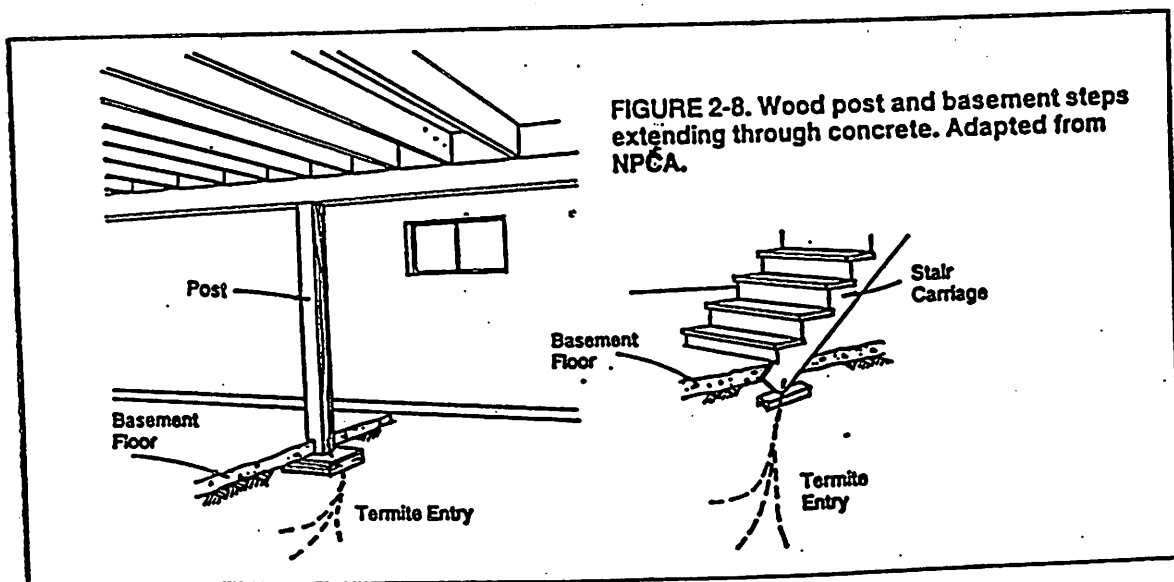 FIGURE 2-8. Wood post and basement steps
extending through concrete. Adapted from
NPCA.
Post
Basement
Floor
Termite Entry
Stair
Carriage
Basement
Floor
Termite
Entry